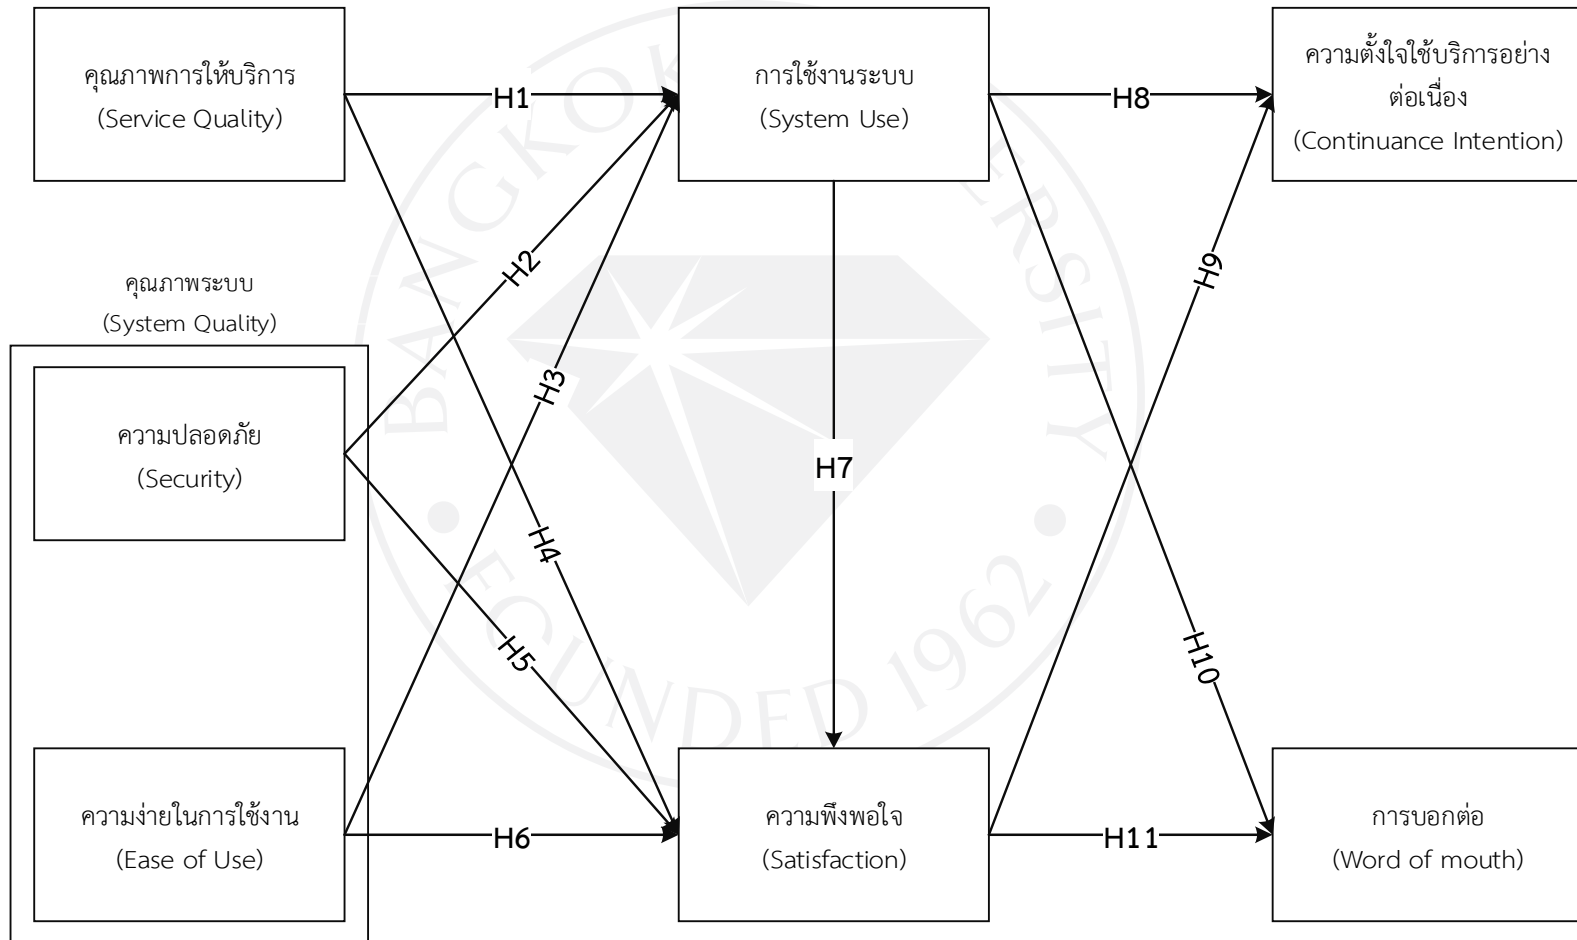 คุณภาพการให้บริการ
(Service Quality)
การใช้งานระบบ
(System Use)
ความตั้งใจใช้บริการอย่าง
ต่อเนื่อง
(Continuance Intention)
H1
H8
H2
H9
คุณภาพระบบ
(System Quality)
H3
ความปลอดภัย
(Security)
H7
H4
H5
H10
ความง่ายในการใช้งาน
(Ease of Use)
H6
ความพึงพอใจ
(Satisfaction)
H11
การบอกต่อ
(Word of mouth)
FOUNDED 1962